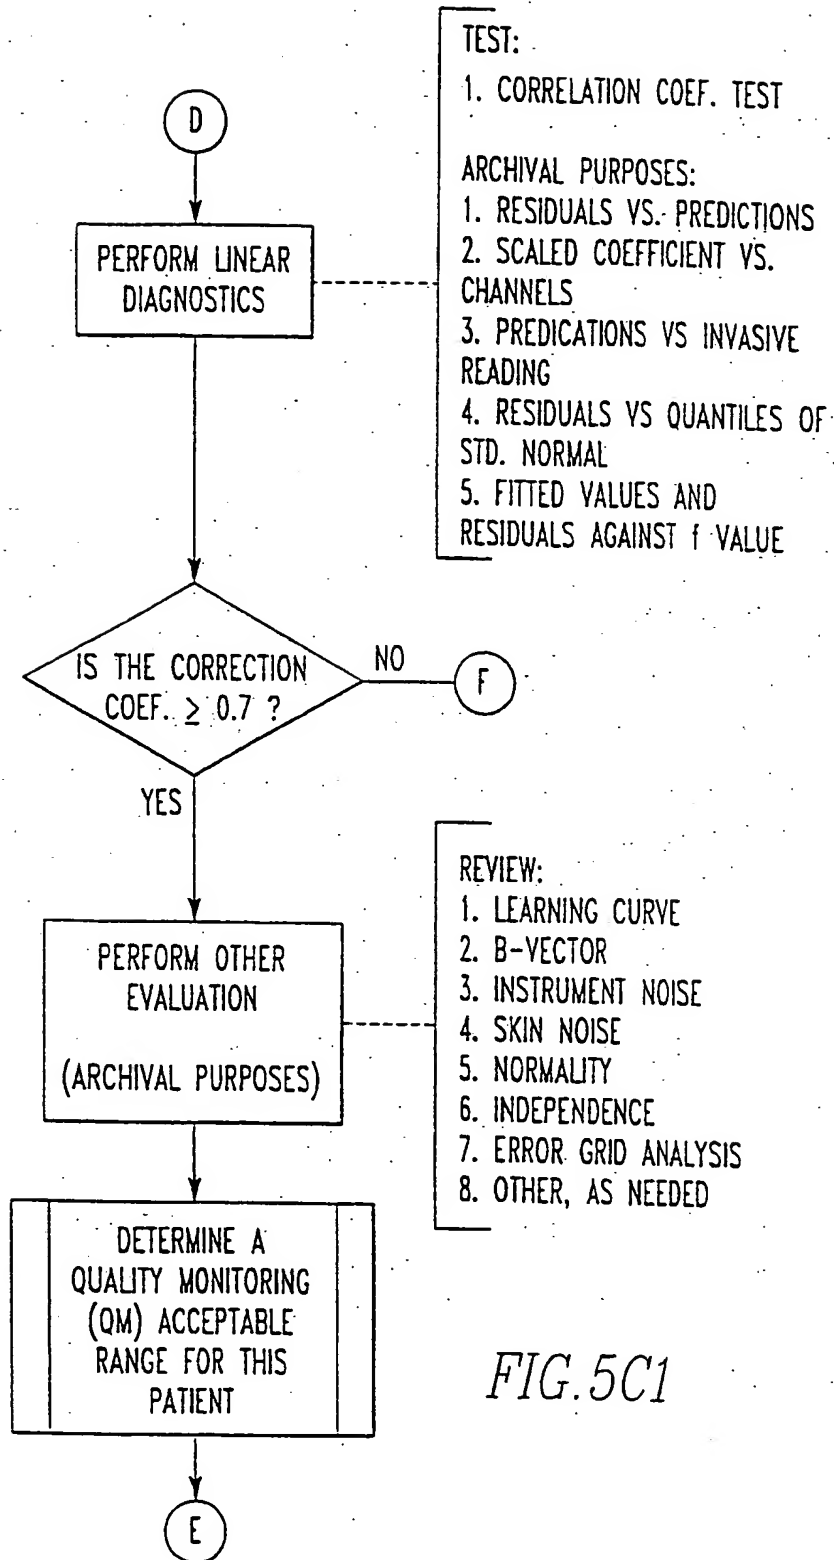 D
PERFORM LINEAR
DIAGNOSTICS
TEST:
1. CORRELATION COEF. TEST
ARCHIVAL PURPOSES:
1. RESIDUALS VS. PREDICTIONS
2. SCALED COEFFICIENT VS.
CHANNELS
3. PREDICATIONS VS INVASIVE
READING
4. RESIDUALS VS QUANTILES OF
STD. NORMAL
5. FITTED VALUES AND
RESIDUALS AGAINST f VALUE
IS THE CORRECTION
COEF. ≥ 0.7 ?
NO
F
YES
PERFORM OTHER
EVALUATION
(ARCHIVAL PURPOSES)
REVIEW:
1. LEARNING CURVE
2. B-VECTOR
3. INSTRUMENT NOISE
4. SKIN NOISE
5. NORMALITY
6. INDEPENDENCE
7. ERROR GRID ANALYSIS
8. OTHER, AS NEEDED
DETERMINE A
QUALITY MONITORING
(QM) ACCEPTABLE
RANGE FOR THIS
PATIENT
E
FIG.5C1